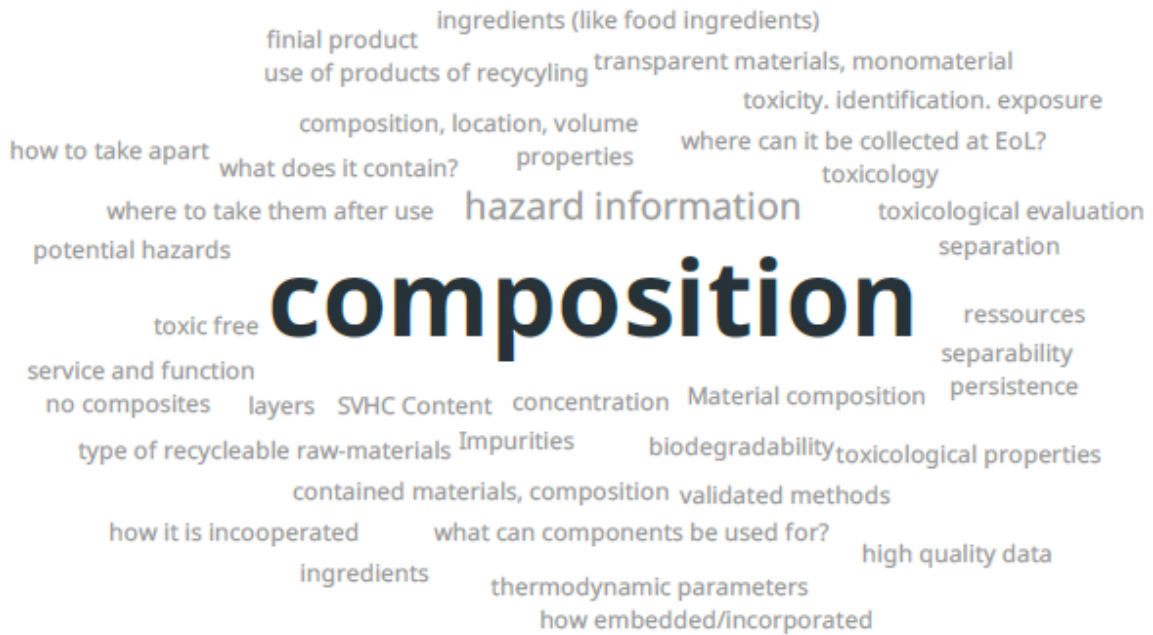 ingredients (like food ingredients)
finial product
transparent materials, monomaterial
use of products of recycyling
toxicity. identification. exposure
composition, location, volume
where can it be collected at EoL?
how to take apart
properties
what does it contain?
toxicology
hazard information
where to take them after use
toxicological evaluation
potential hazards
separation
composition
ressources
toxic free
separability
service and function
persistence
Material composition
no composites
layers
SVHC Content
concentration
Impurities
type of recycleable raw-materials
biodegradability
toxicological properties
contained materials, composition
validated methods
how it is incooperated
what can components be used for?
high quality data
ingredients
thermodynamic parameters
how embedded/incorporated